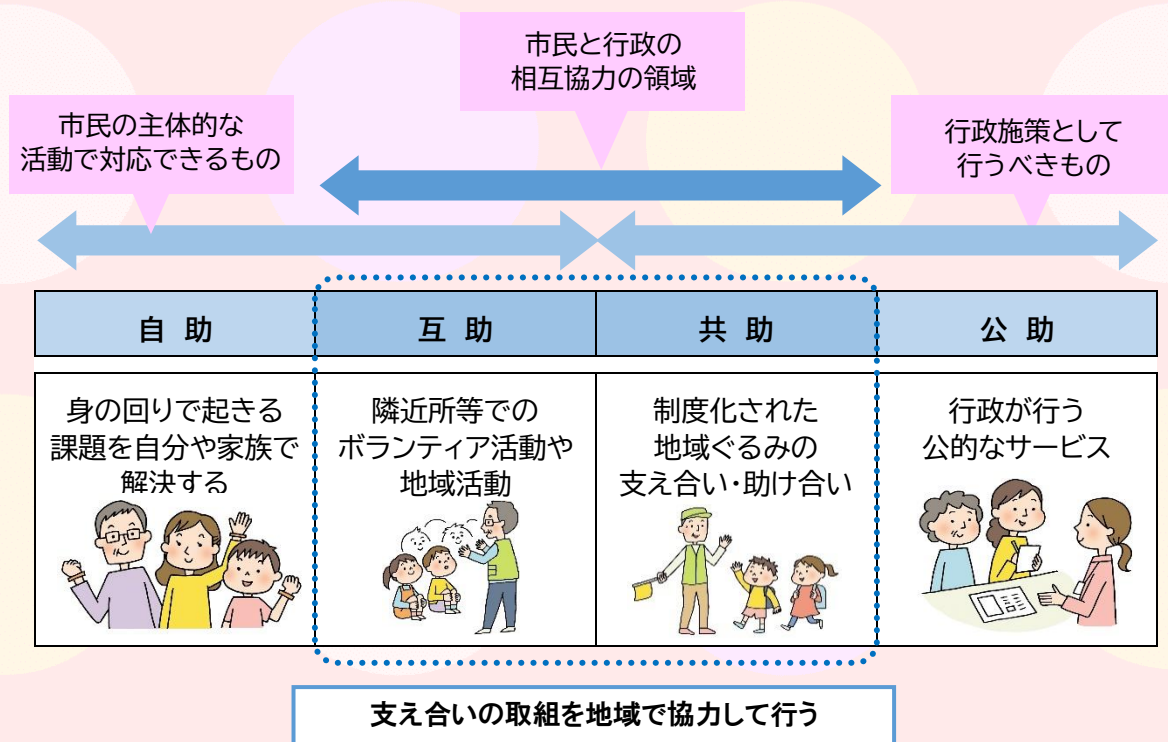 市民と行政の
相互協力の領域
市民の主体的な
活動で対応できるもの
行政施策として
行うべきもの
自 助
互 助
共 助
公 助
身の回りで起きる
課題を自分や家族で
解決する
隣近所等での
ボランティア活動や
地域活動
制度化された
地域ぐるみの
支え合い・助け合い
行政が行う
公的なサービス
支え合いの取組を地域で協力して行う